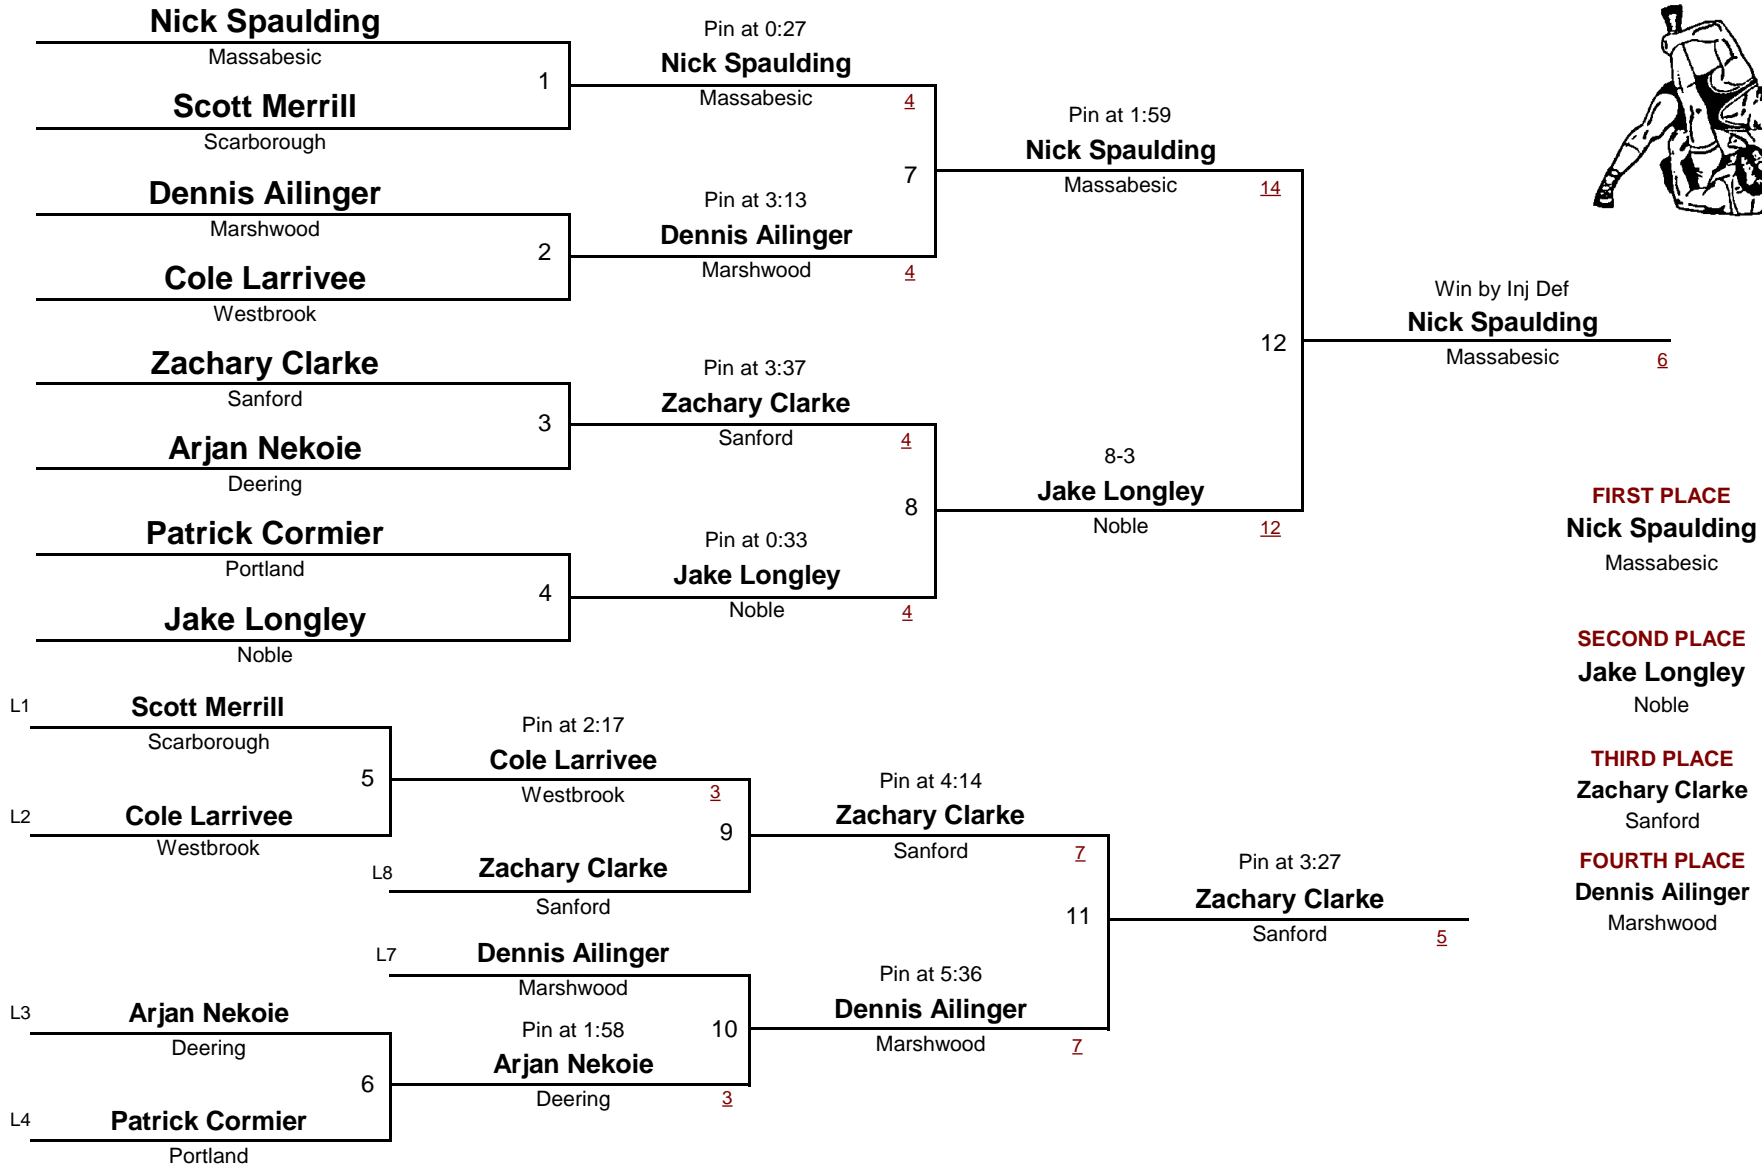 Nick Spaulding
Massabesic
1
Scott Merrill
Scarborough
Dennis Ailinger
Marshwood
2
Cole Larrivee
Westbrook
Zachary Clarke
Sanford
3
Arjan Nekoie
Deering
Patrick Cormier
Portland
4
Jake Longley
Noble
Pin at 0:27
Nick Spaulding
Massabesic
4
7
Pin at 3:13
Dennis Ailinger
Marshwood
4
Pin at 3:37
Zachary Clarke
Sanford
4
8
Pin at 0:33
Jake Longley
Noble
4
Pin at 1:59
Nick Spaulding
Massabesic
14
12
8-3
Jake Longley
Noble
12
Win by Inj Def
Nick Spaulding
Massabesic
6
FIRST PLACE
Nick Spaulding
Massabesic
SECOND PLACE
Jake Longley
Noble
THIRD PLACE
Zachary Clarke
Sanford
FOURTH PLACE
Dennis Ailinger
Marshwood
L1
Scott Merrill
Scarborough
5
L2
Cole Larrivee
Westbrook
L3
Arjan Nekoie
Deering
6
L4
Patrick Cormier
Portland
Pin at 2:17
Cole Larrivee
Westbrook
3
9
L8
Zachary Clarke
Sanford
L7
Dennis Ailinger
Marshwood
10
Pin at 1:58
Arjan Nekoie
Deering
3
Pin at 4:14
Zachary Clarke
Sanford
7
11
Pin at 5:36
Dennis Ailinger
Marshwood
7
Pin at 3:27
Zachary Clarke
Sanford
5